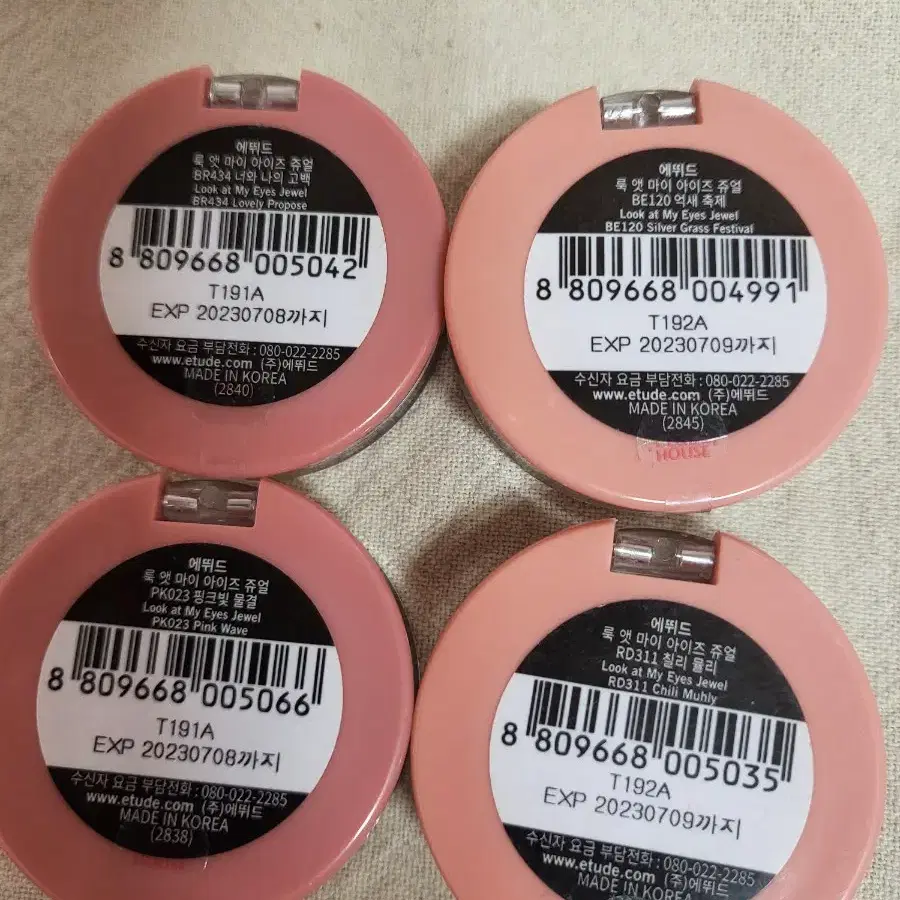 에뛰드
룩 앳 마이 아이즈 쥬얼
BR434 너와 나의 고백
Look at My Eyes Jewel
BR434 Lovely Propose
8 809668 005042
T191A
EXP 20230708까지
수신자 요금 부담전화 : 080-022-2285
www.etude.com (주)에뛰드
MADE IN KOREA
(2840)
에뛰드
룩 앳 마이 아이즈 쥬얼
BE120 억새 축제
Look at My Eyes Jewel
BE120 Silver Grass Festival
8 809668 004991
T192A
EXP 20230709까지
수신자 요금 부담전화 : 080-022-2285
www.etude.com (주)에뛰드
MADE IN KOREA
(2845)
HOUSE
에뛰드
룩 앳 마이 아이즈 쥬얼
PK023 핑크빛 물결
Look at My Eyes Jewel
PK023 Pink Wave
8 809668 005066
T191A
EXP 20230708까지
수신자 요금 부담전화 : 080-022-2285
www.etude.com (주)에뛰드
MADE IN KOREA
(2838)
에뛰드
룩 앳 마이 아이즈 쥬얼
RD311 칠리 뮬리
Look at My Eyes Jewel
RD311 Chili Muhly
8 809668 005035
T192A
EXP 20230709까지
수신자 요금 부담전화 : 080-022-2285
www.etude.com (주)에뛰드
MADE IN KOREA